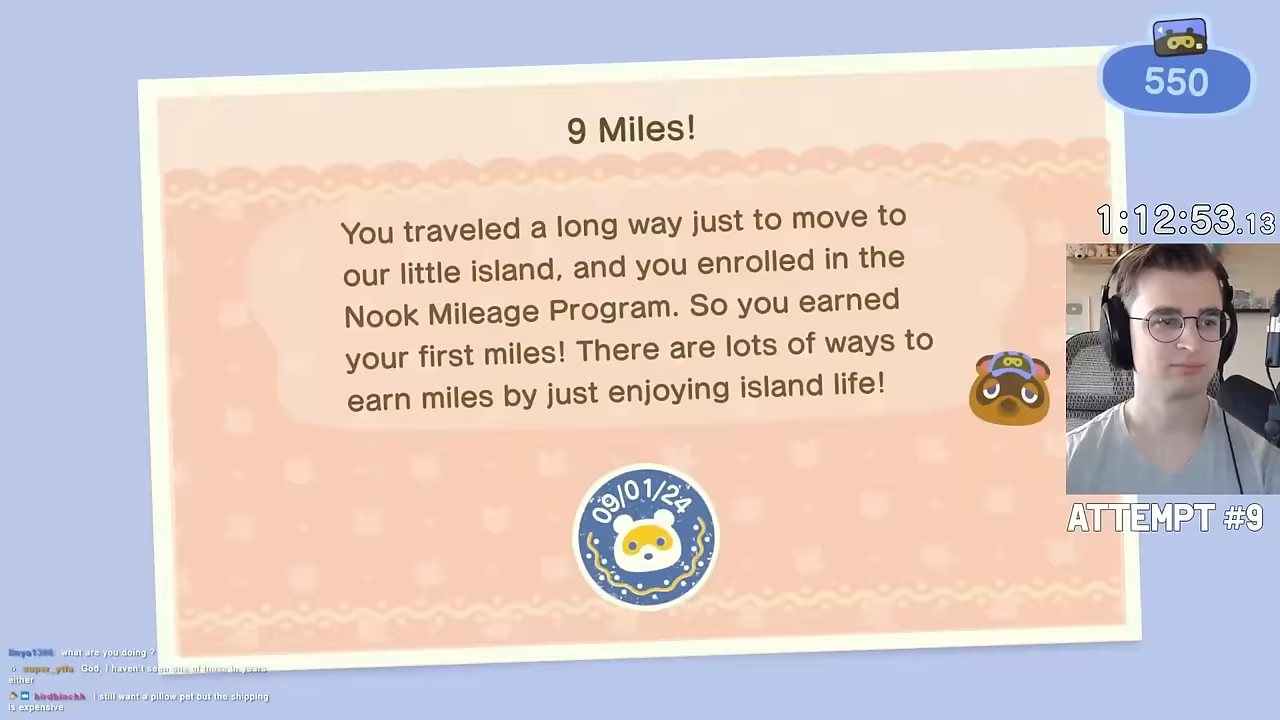 550
9 Miles!
You traveled a long way just to move to
our little island, and you enrolled in the
Nook Mileage Program. So you earned
your first miles! There are lots of ways to
earn miles by just enjoying island life!
1:12:53.13
ATTEMPT #9
09/01/24
linya1306: what are you doing ?
super_ytfa God, I haven't seen one of those in years
either
birdbinchh I still want a pillow pet but the shipping
is expensive